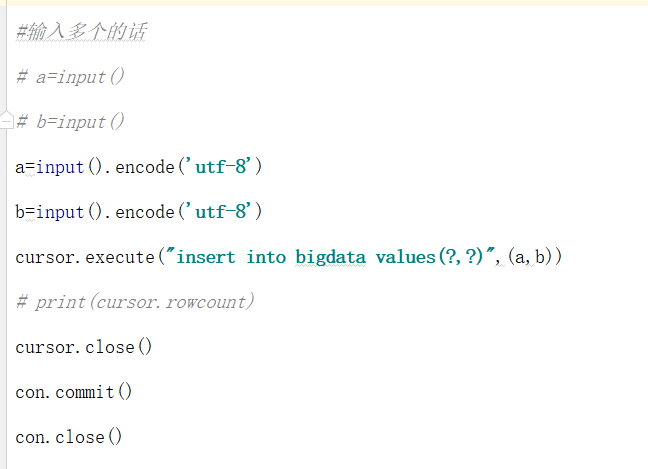 #输入多个的话
# a=input()
# b=input()
a=input().encode('utf-8')
b=input().encode('utf-8')
cursor.execute("insert into bigdata values(?,?)",(a,b))
# print(cursor.rowcount)
cursor.close()
con.commit()
con.close()